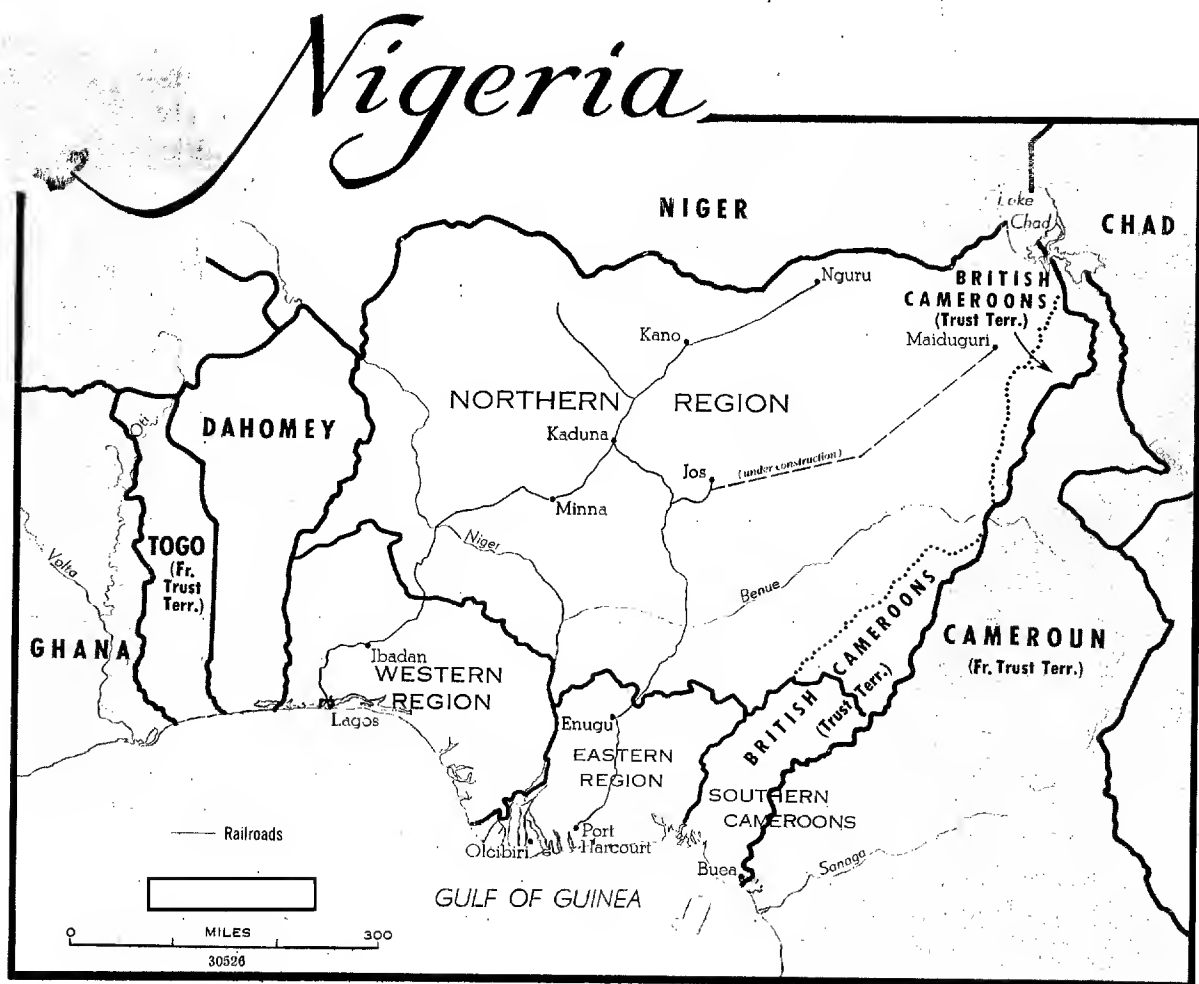 Nigeria
NIGER
Lake
Chad
CHAD
BRITISH
CAMEROONS
(Trust Terr.)
Nguru
Kano
Maiduguri
NORTHERN REGION
DAHOMEY
Oti
Kaduna
Jos
(under construction)
Minna
Niger
TOGO
(Fr.
Trust
Terr.)
Volta
Benue
GHANA
BRITISH CAMEROONS
(Trust Terr.)
CAMEROUN
(Fr. Trust Terr.)
Ibadan
WESTERN
REGION
Lagos
Enugu
EASTERN
REGION
SOUTHERN
CAMEROONS
Railroads
Port
Harcourt
Olcibiri
Buea
Sanaga
GULF OF GUINEA
0 MILES 300
30526